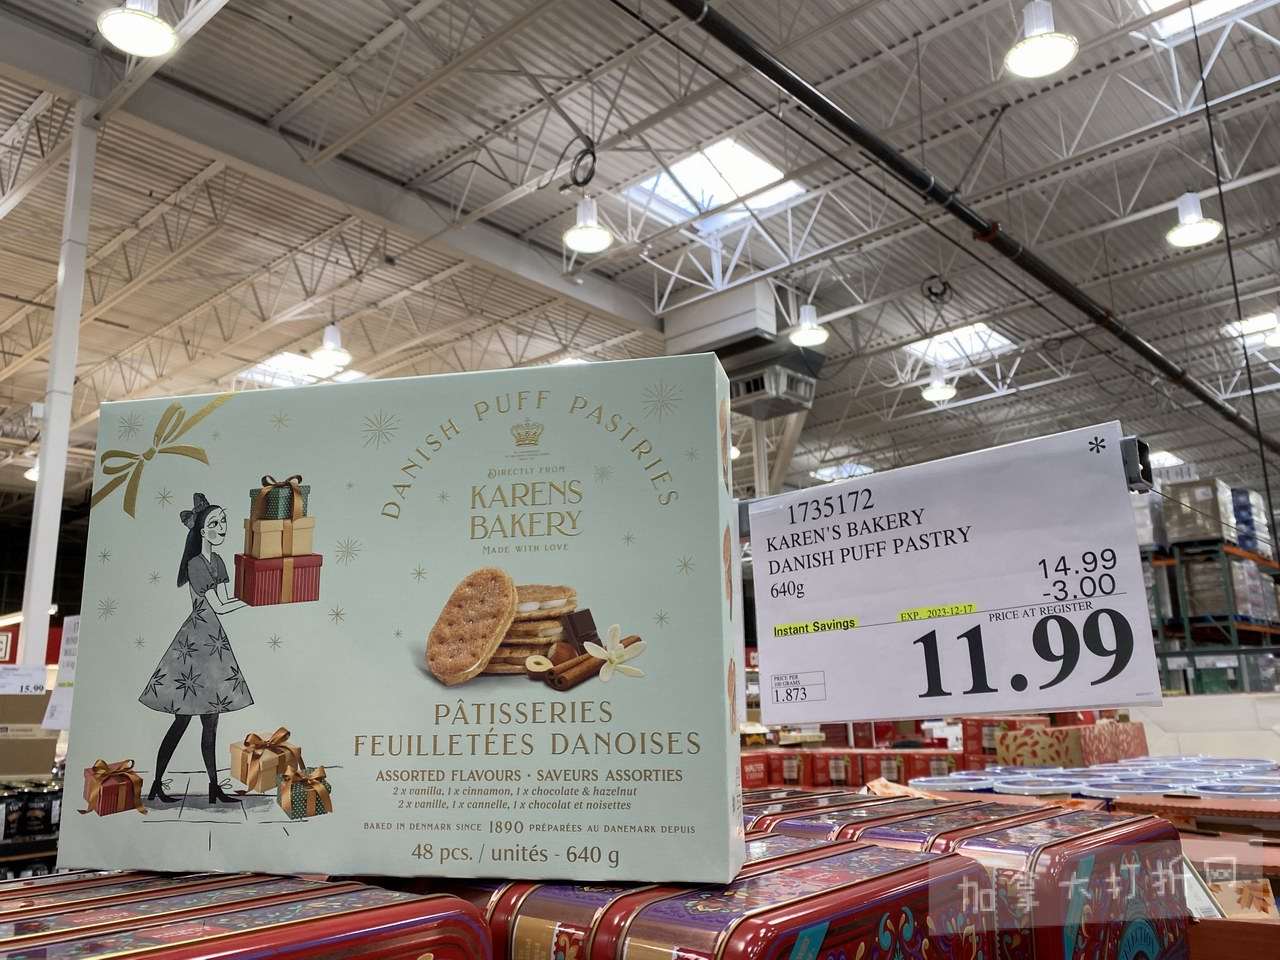 DANISH PUFF PASTRIES
DIRECTLY FROM
KARENS
BAKERY
MADE WITH LOVE
PÂTISSERIES
FEUILLETÉES DANOISES
ASSORTED FLAVOURS · SAVEURS ASSORTIES
2 x vanilla, 1 x cinnamon, 1 x chocolate & hazelnut
2 x vanille, 1 x cannelle, 1 x chocolat et noisettes
BAKED IN DENMARK SINCE 1890 PRÉPARÉES AU DANEMARK DEPUIS
48 pcs. / unités - 640 g
*
1735172
KAREN'S BAKERY
DANISH PUFF PASTRY
640g
14.99
-3.00
Instant Savings
EXP. 2023-12-17
PRICE AT REGISTER
11.99
PRICE PER
100 GRAMS
1.873
15.99
加拿大打折网